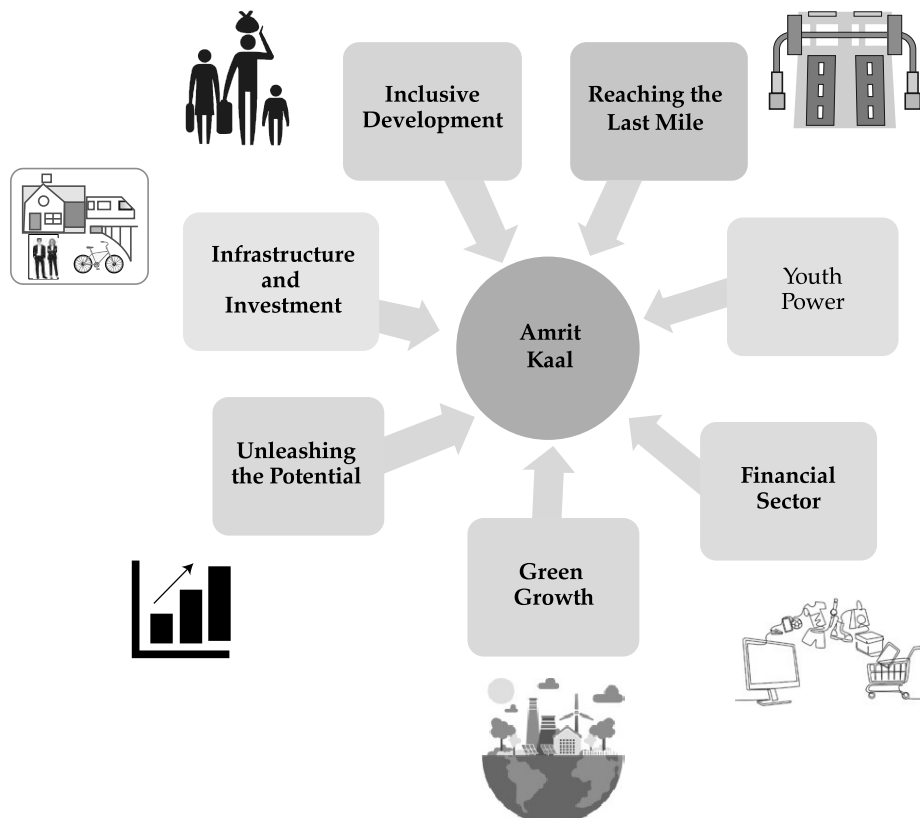 Inclusive
Development
Reaching the
Last Mile
Infrastructure
and
Investment
Youth
Power
Amrit
Kaal
Unleashing
the Potential
Financial
Sector
Green
Growth